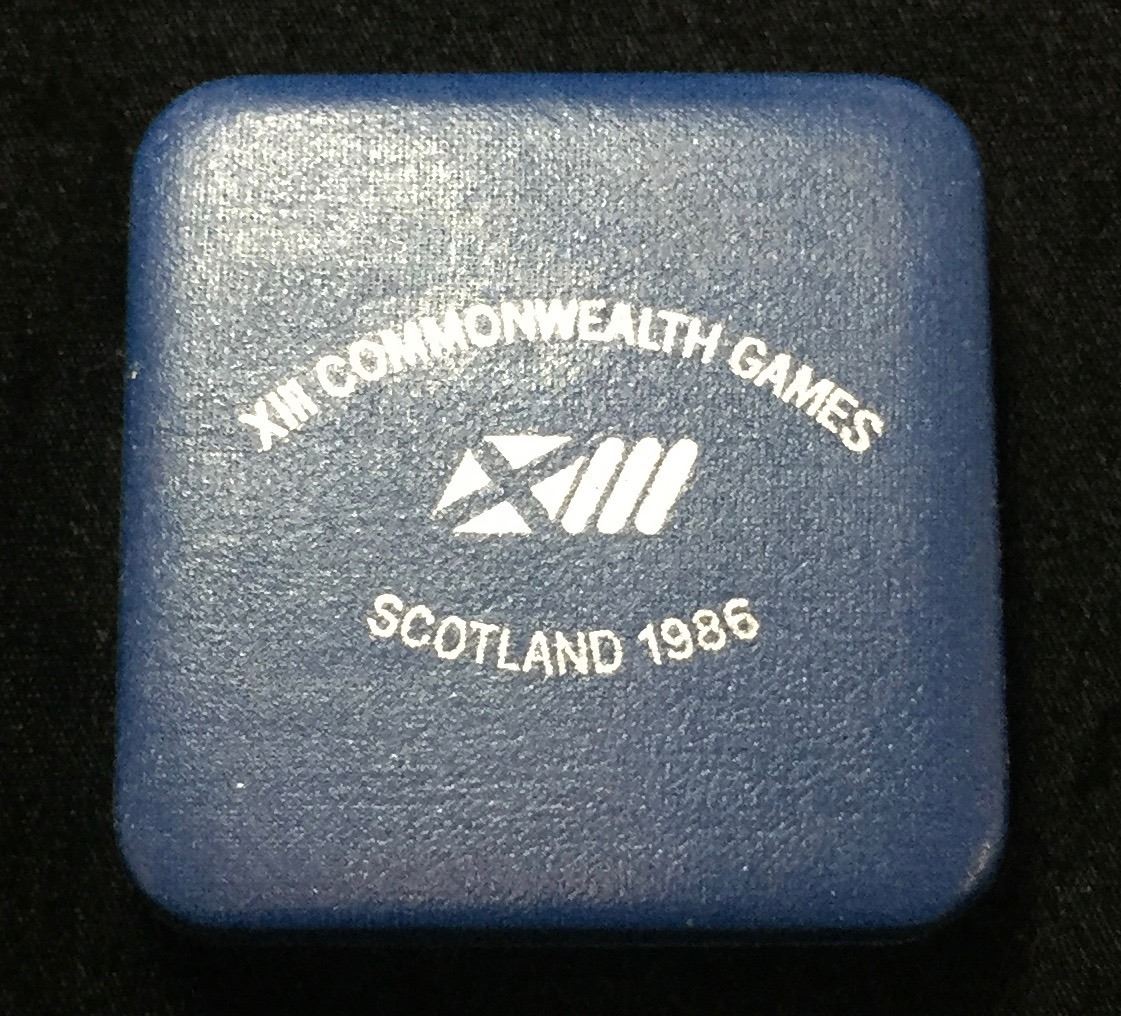 XIII COMMONWEALTH GAMES
SCOTLAND 1986